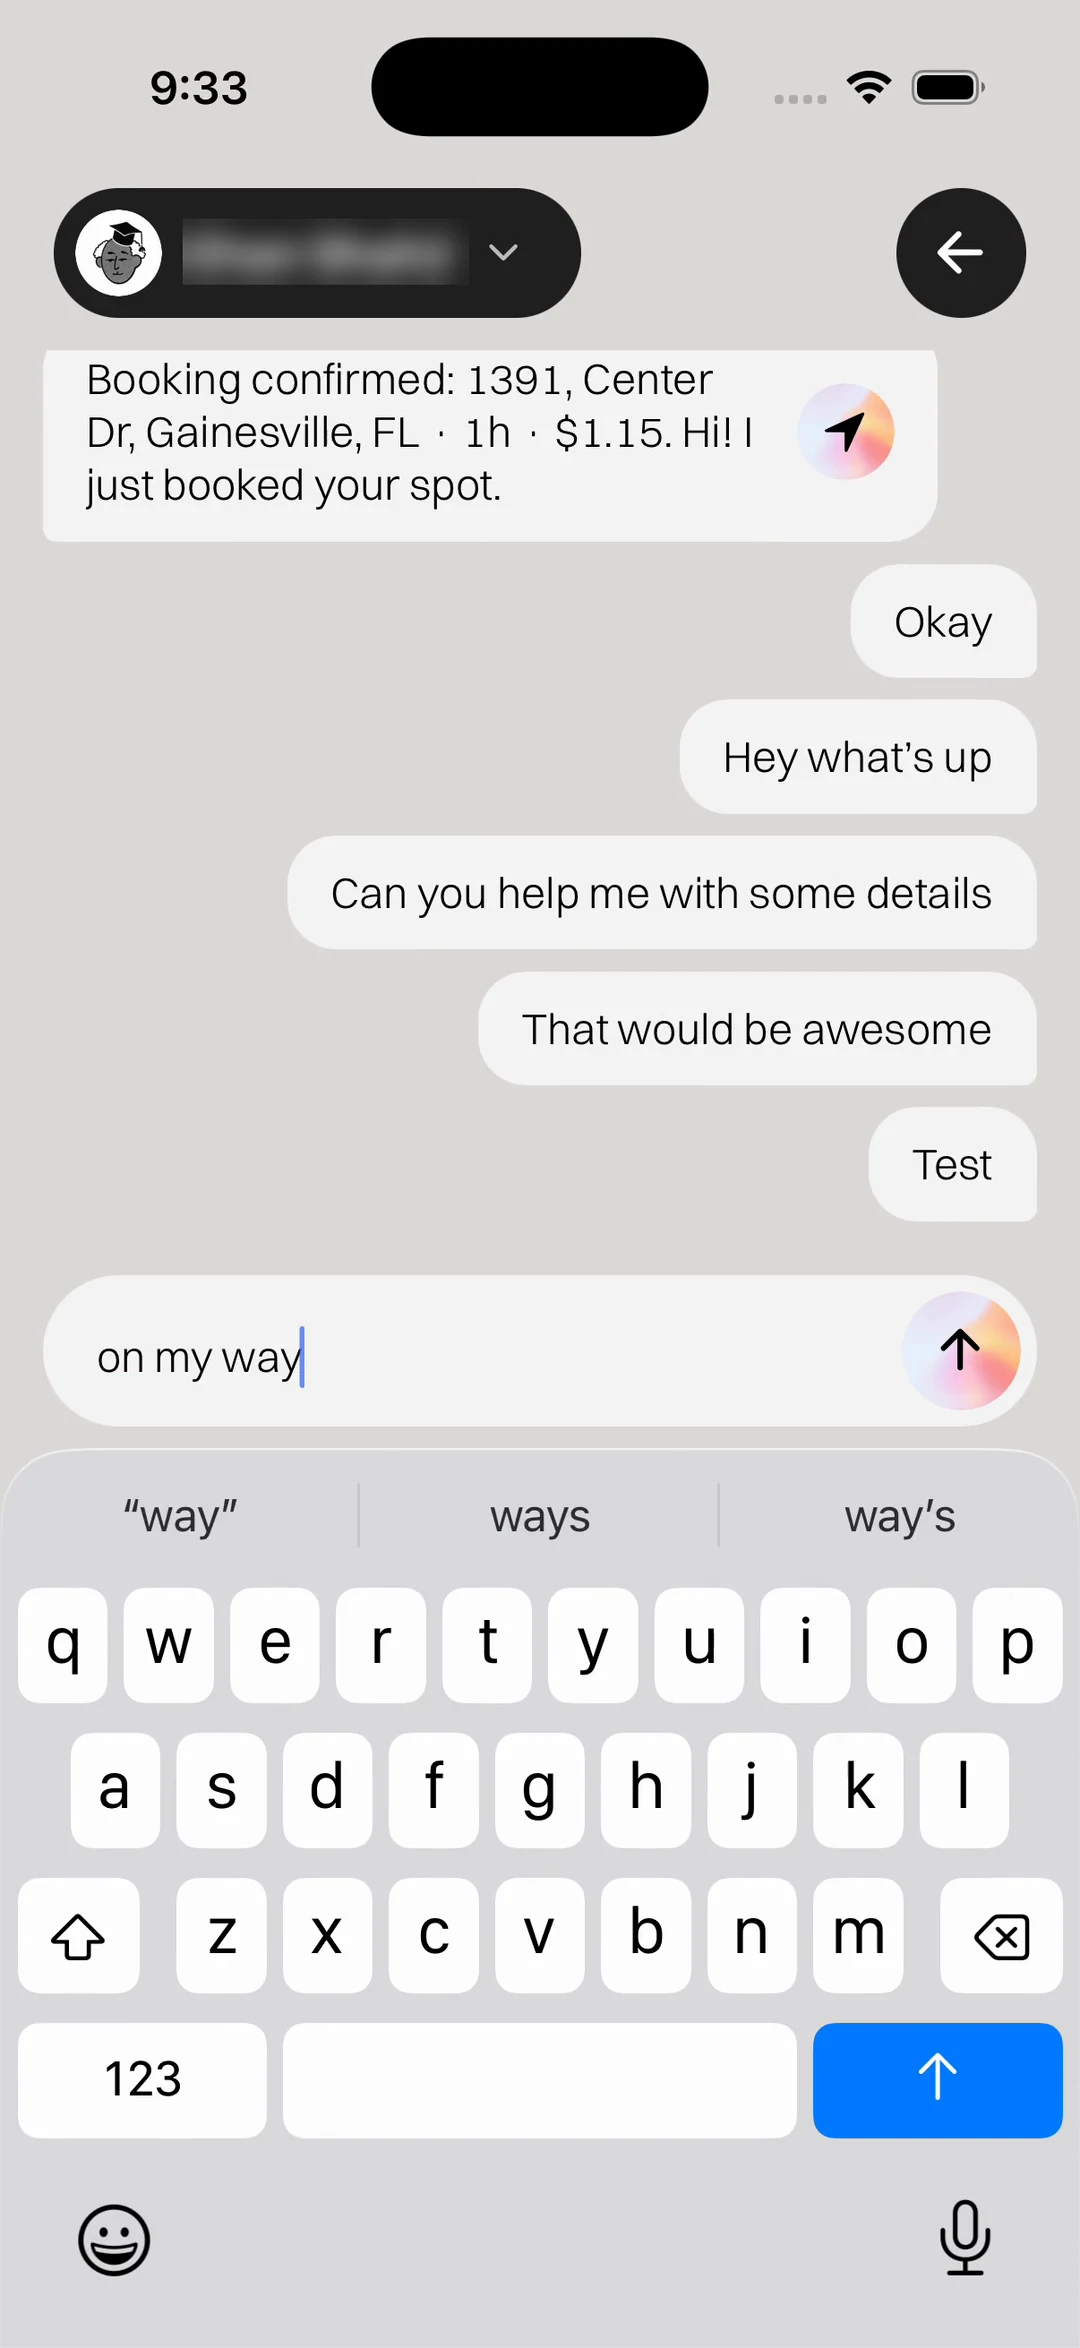 9:33
Booking confirmed: 1391, Center
Dr, Gainesville, FL · 1h · $1.15. Hi! I
just booked your spot.
Okay
Hey what’s up
Can you help me with some details
That would be awesome
Test
on my way
“way” ways way’s
q w e r t y u i o p
a s d f g h j k l
z x c v b n m
123